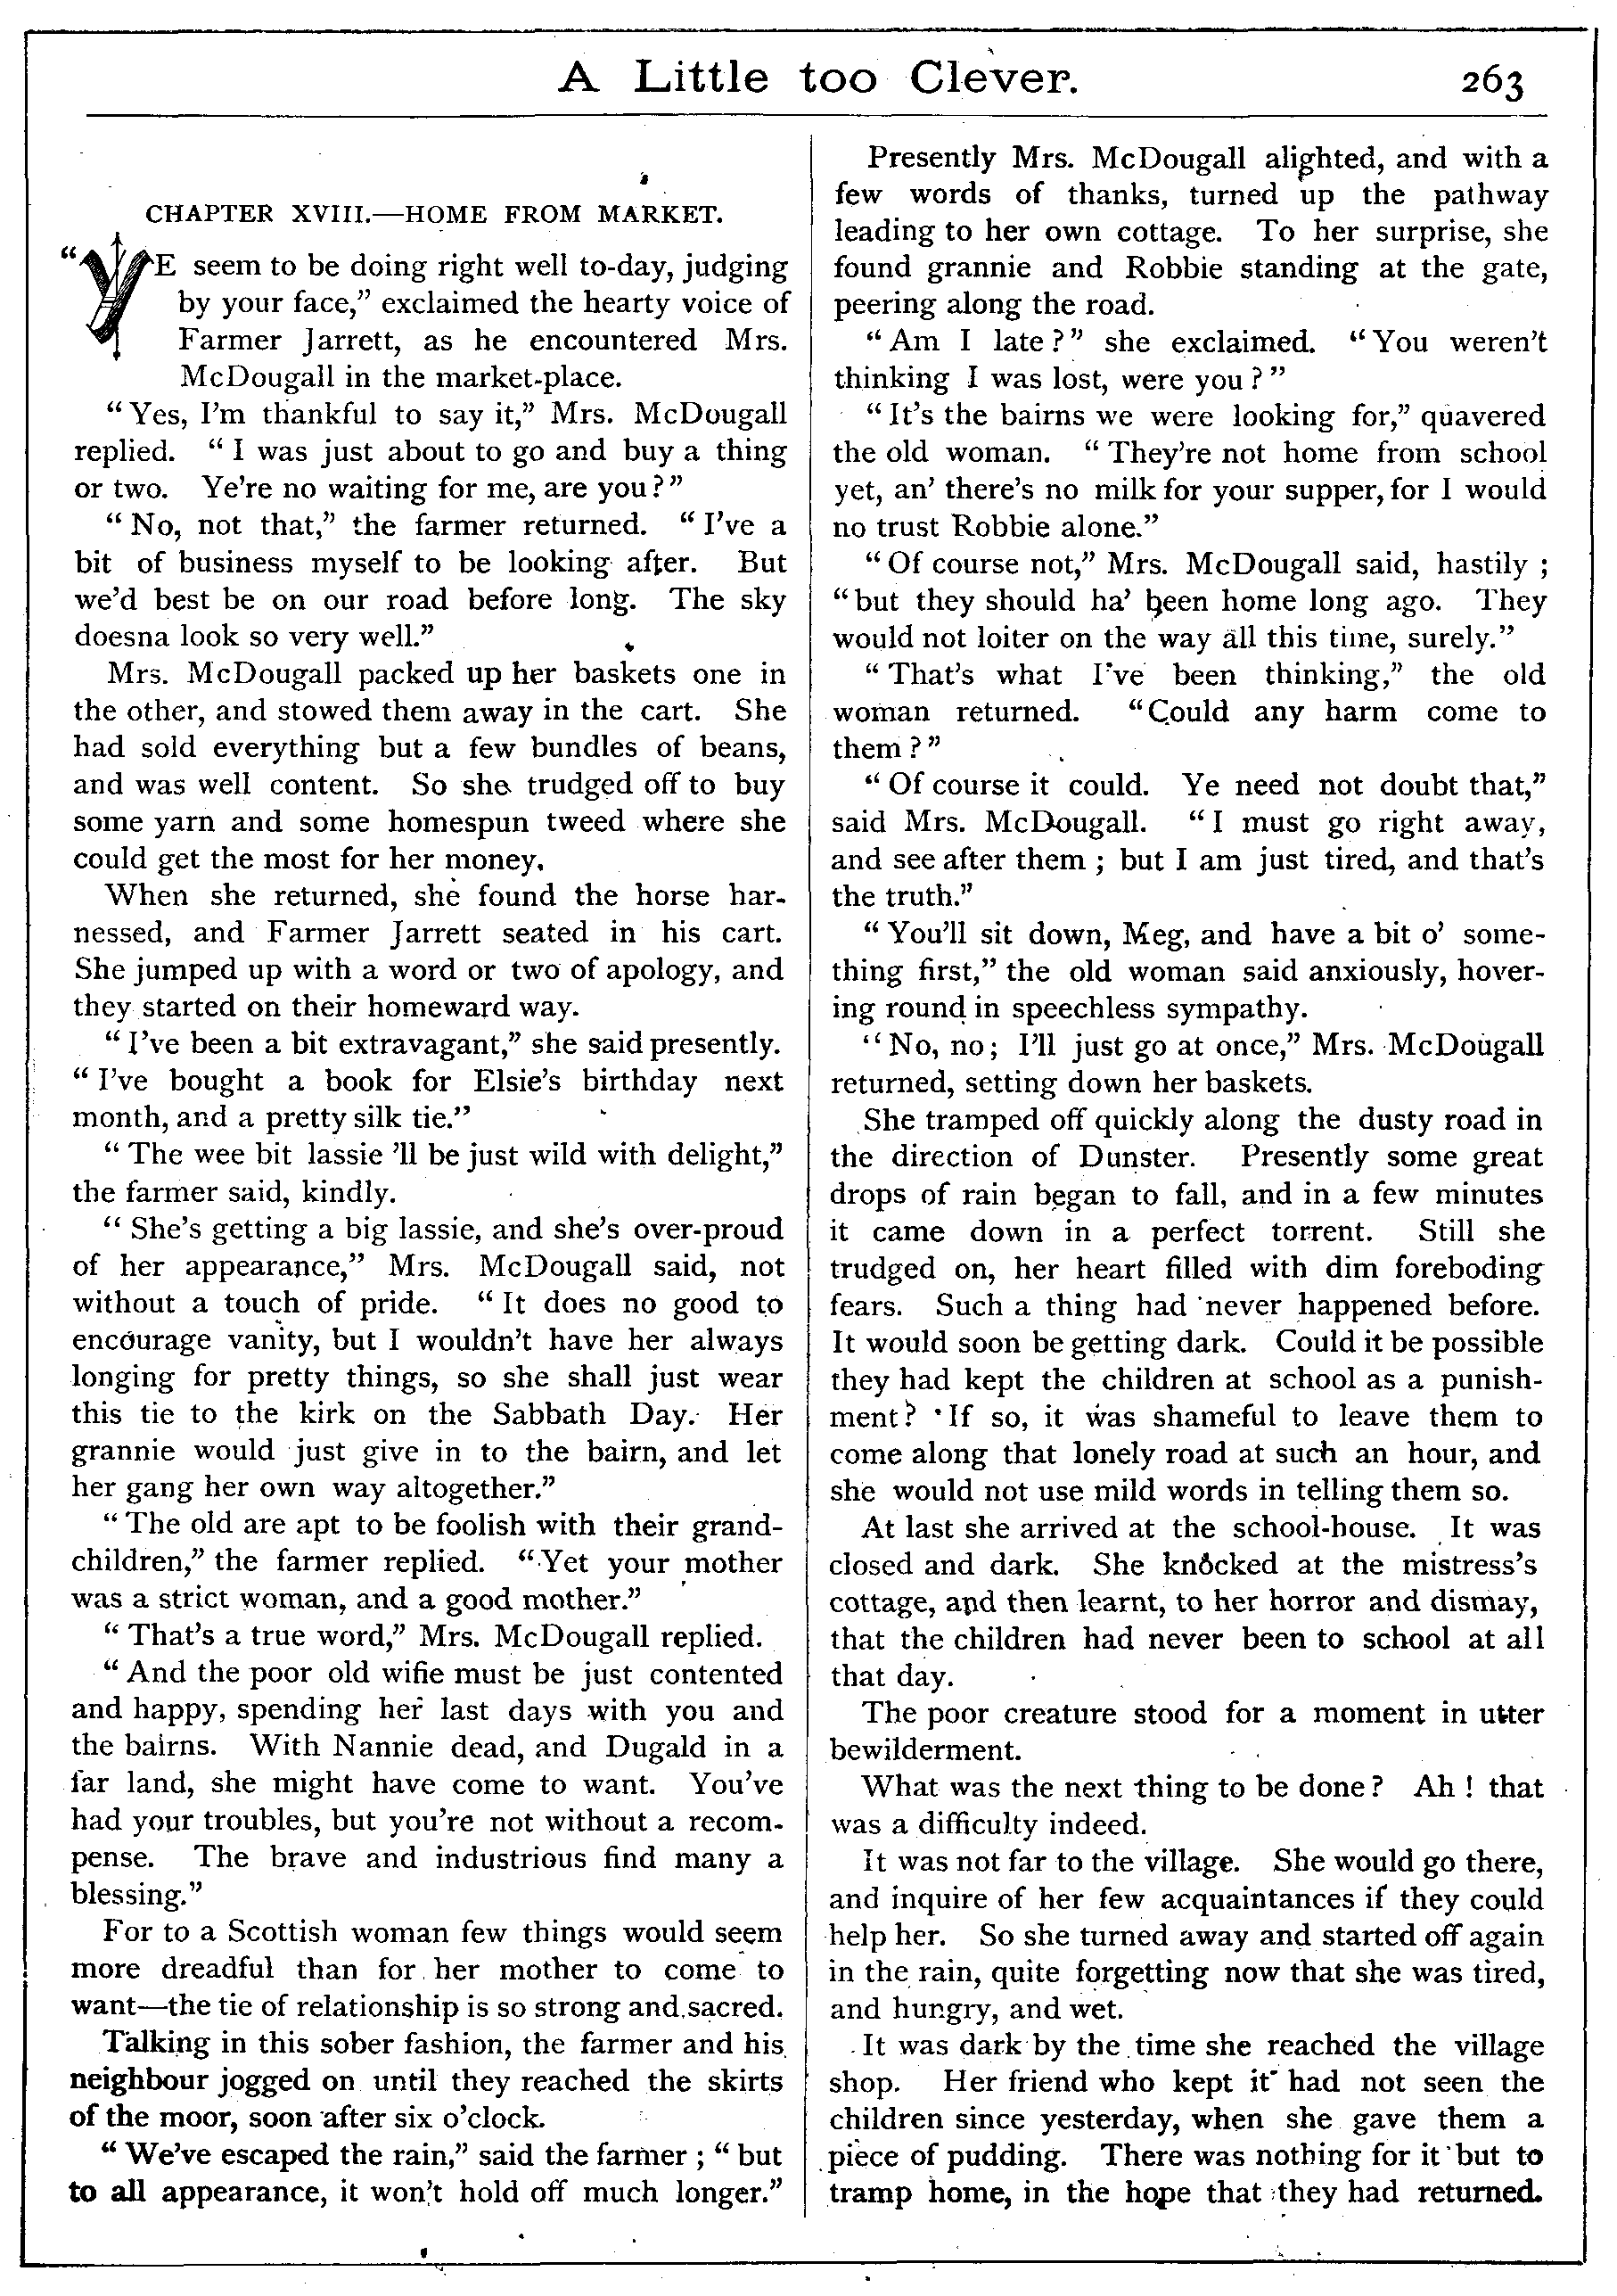 A Little too Clever.
263
CHAPTER XVIII.—HOME FROM MARKET.
“YE seem to be doing right well to-day, judging
by your face,” exclaimed the hearty voice of
Farmer Jarrett, as he encountered Mrs.
McDougall in the market-place.
“Yes, I’m thankful to say it,” Mrs. McDougall
replied. “I was just about to go and buy a thing
or two. Ye’re no waiting for me, are you?”
“No, not that,” the farmer returned. “I’ve a
bit of business myself to be looking after. But
we’d best be on our road before long. The sky
doesna look so very well.”
Mrs. McDougall packed up her baskets one in
the other, and stowed them away in the cart. She
had sold everything but a few bundles of beans,
and was well content. So she trudged off to buy
some yarn and some homespun tweed where she
could get the most for her money.
When she returned, she found the horse har-
nessed, and Farmer Jarrett seated in his cart.
She jumped up with a word or two of apology, and
they started on their homeward way.
“I’ve been a bit extravagant,” she said presently.
“I’ve bought a book for Elsie’s birthday next
month, and a pretty silk tie.”
“The wee bit lassie ’ll be just wild with delight,”
the farmer said, kindly.
“She’s getting a big lassie, and she’s over-proud
of her appearance,” Mrs. McDougall said, not
without a touch of pride. “It does no good to
encourage vanity, but I wouldn’t have her always
longing for pretty things, so she shall just wear
this tie to the kirk on the Sabbath Day. Her
grannie would just give in to the bairn, and let
her gang her own way altogether.”
“The old are apt to be foolish with their grand-
children,” the farmer replied. “Yet your mother
was a strict woman, and a good mother.”
“That’s a true word,” Mrs. McDougall replied.
“And the poor old wifie must be just contented
and happy, spending her last days with you and
the bairns. With Nannie dead, and Dugald in a
far land, she might have come to want. You’ve
had your troubles, but you’re not without a recom-
pense. The brave and industrious find many a
blessing.”
For to a Scottish woman few things would seem
more dreadful than for her mother to come to
want—the tie of relationship is so strong and sacred.
Talking in this sober fashion, the farmer and his
neighbour jogged on until they reached the skirts
of the moor, soon after six o’clock.
“We’ve escaped the rain,” said the farmer; “but
to all appearance, it won’t hold off much longer.”
Presently Mrs. McDougall alighted, and with a
few words of thanks, turned up the pathway
leading to her own cottage. To her surprise, she
found grannie and Robbie standing at the gate,
peering along the road.
“Am I late?” she exclaimed. “You weren’t
thinking I was lost, were you?”
“It’s the bairns we were looking for,” quavered
the old woman. “They’re not home from school
yet, an’ there’s no milk for your supper, for I would
no trust Robbie alone.”
“Of course not,” Mrs. McDougall said, hastily;
“but they should ha’ been home long ago. They
would not loiter on the way all this time, surely.”
“That’s what I’ve been thinking,” the old
woman returned. “Could any harm come to
them?”
“Of course it could. Ye need not doubt that,”
said Mrs. McDougall. “I must go right away,
and see after them; but I am just tired, and that’s
the truth.”
“You’ll sit down, Meg, and have a bit o’ some-
thing first,” the old woman said anxiously, hover-
ing round in speechless sympathy.
“No, no; I’ll just go at once,” Mrs. McDougall
returned, setting down her baskets.
She tramped off quickly along the dusty road in
the direction of Dunster. Presently some great
drops of rain began to fall, and in a few minutes
it came down in a perfect torrent. Still she
trudged on, her heart filled with dim foreboding
fears. Such a thing had never happened before.
It would soon be getting dark. Could it be possible
they had kept the children at school as a punish-
ment? If so, it was shameful to leave them to
come along that lonely road at such an hour, and
she would not use mild words in telling them so.
At last she arrived at the school-house. It was
closed and dark. She knocked at the mistress’s
cottage, and then learnt, to her horror and dismay,
that the children had never been to school at all
that day.
The poor creature stood for a moment in utter
bewilderment.
What was the next thing to be done? Ah! that
was a difficulty indeed.
It was not far to the village. She would go there,
and inquire of her few acquaintances if they could
help her. So she turned away and started off again
in the rain, quite forgetting now that she was tired,
and hungry, and wet.
It was dark by the time she reached the village
shop. Her friend who kept it had not seen the
children since yesterday, when she gave them a
piece of pudding. There was nothing for it but to
tramp home, in the hope that they had returned.